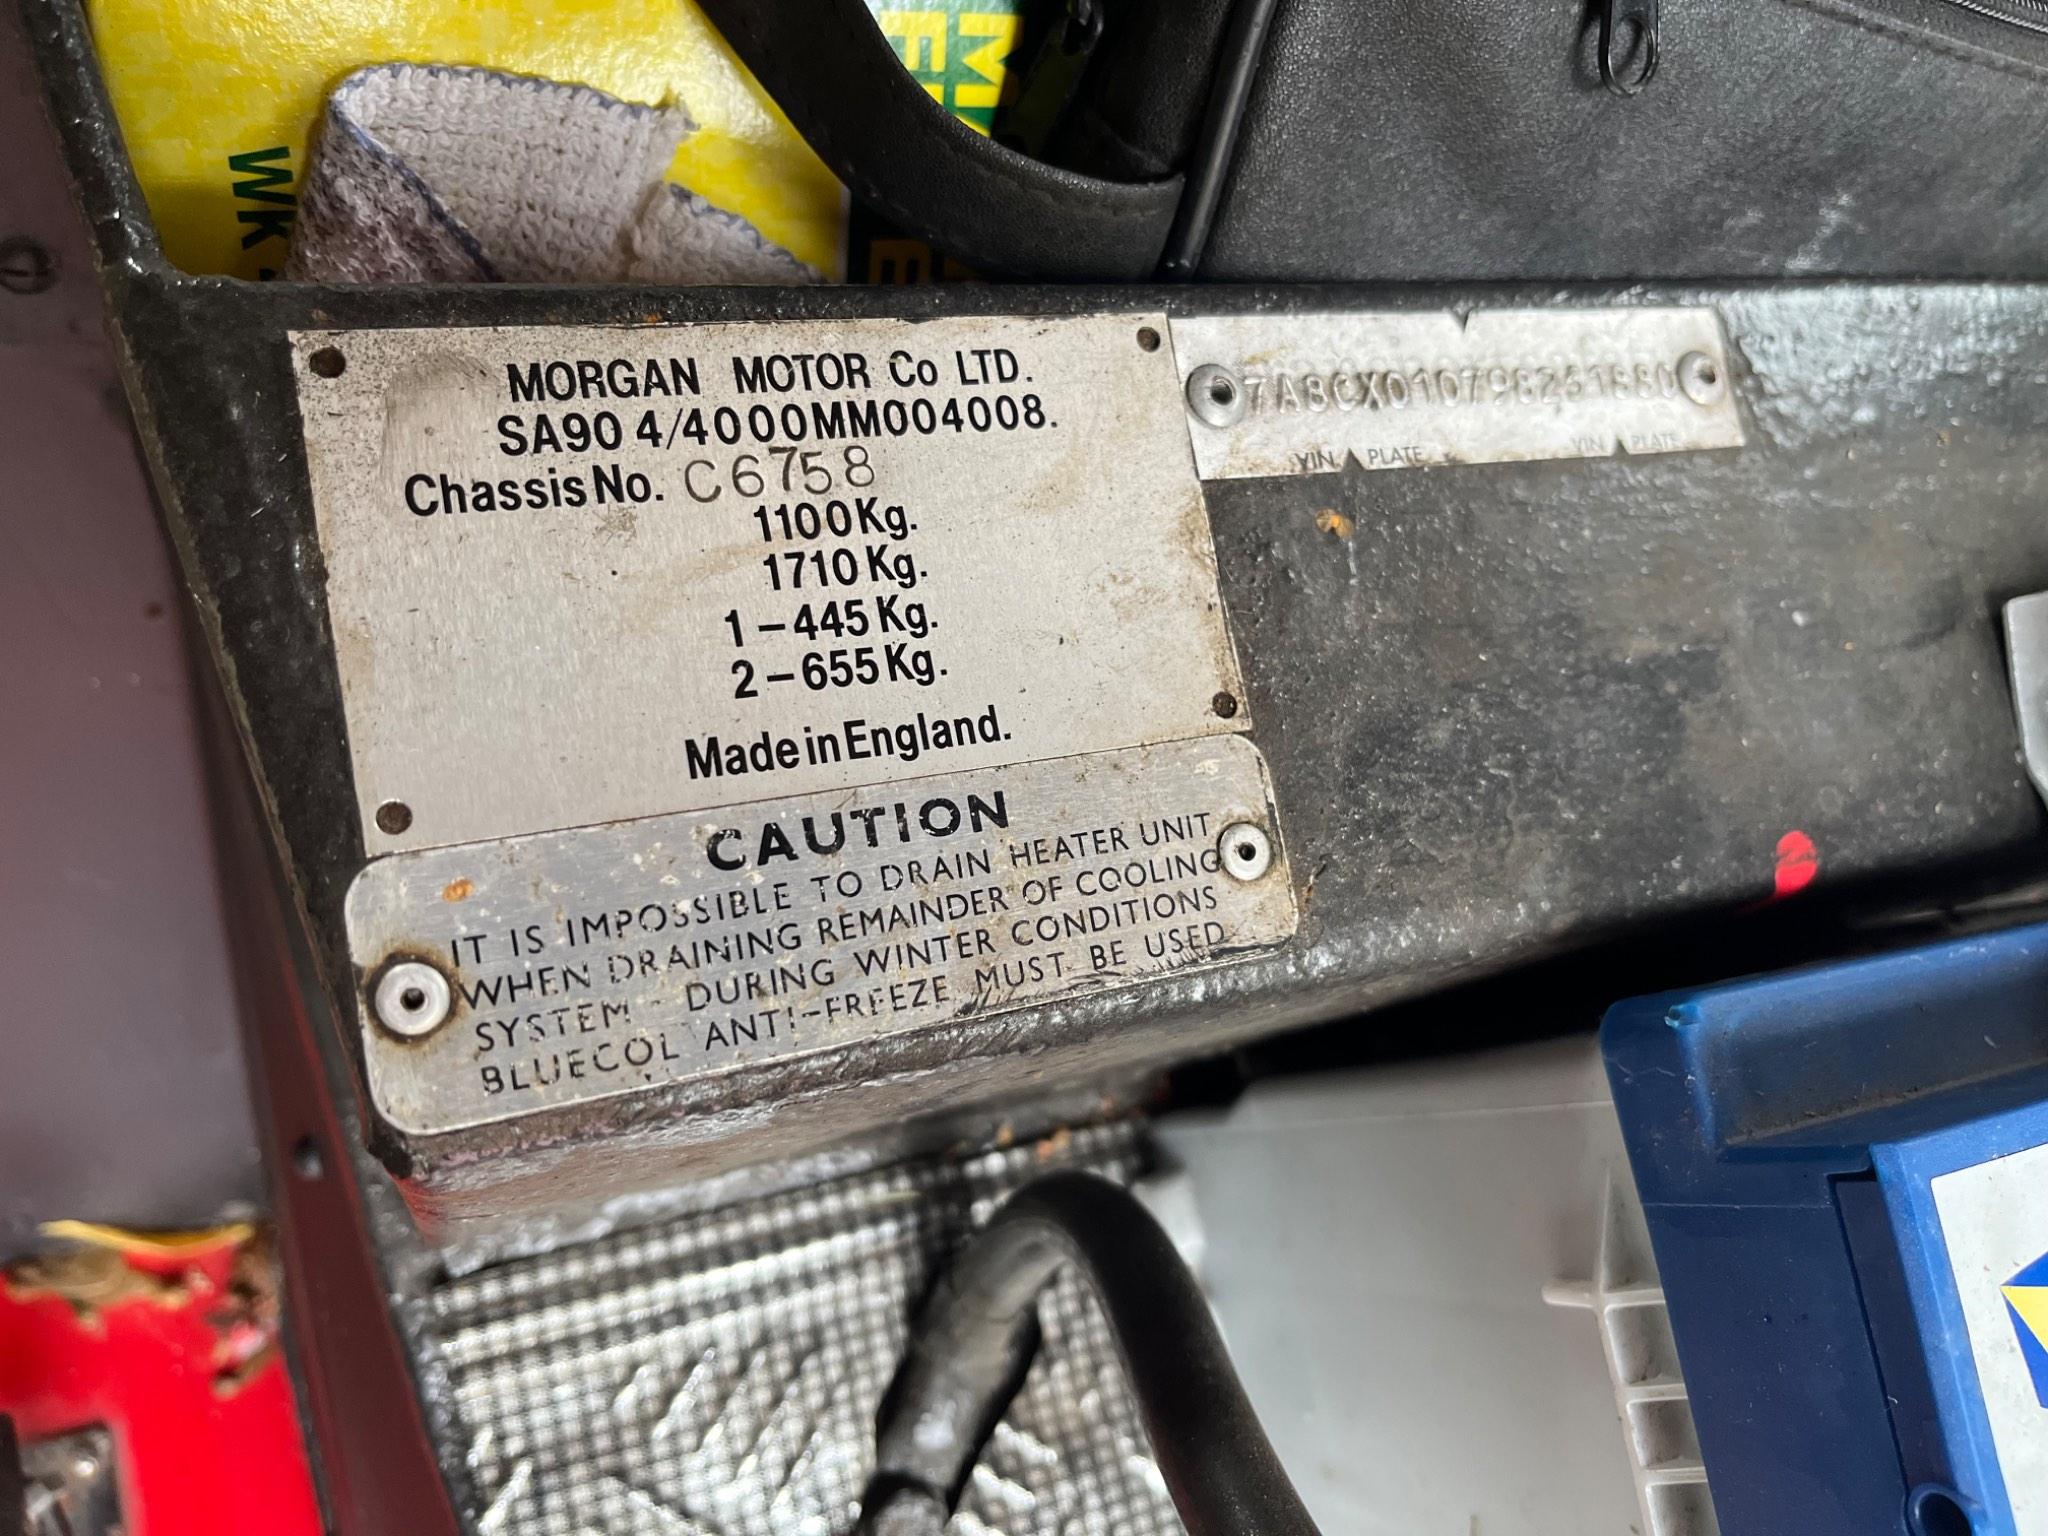 WK
MORGAN MOTOR Co LTD.
SA90 4/4000MM004008.
Chassis No. C6758
1100Kg.
1710Kg.
1-445Kg.
2-655Kg.
Made in England.
7A8CX010798261880
VIN PLATE VIN PLATE
CAUTION
IT IS IMPOSSIBLE TO DRAIN HEATER UNIT
WHEN DRAINING REMAINDER OF COOLING
SYSTEM - DURING WINTER CONDITIONS
BLUECOL ANTI-FREEZE MUST BE USED